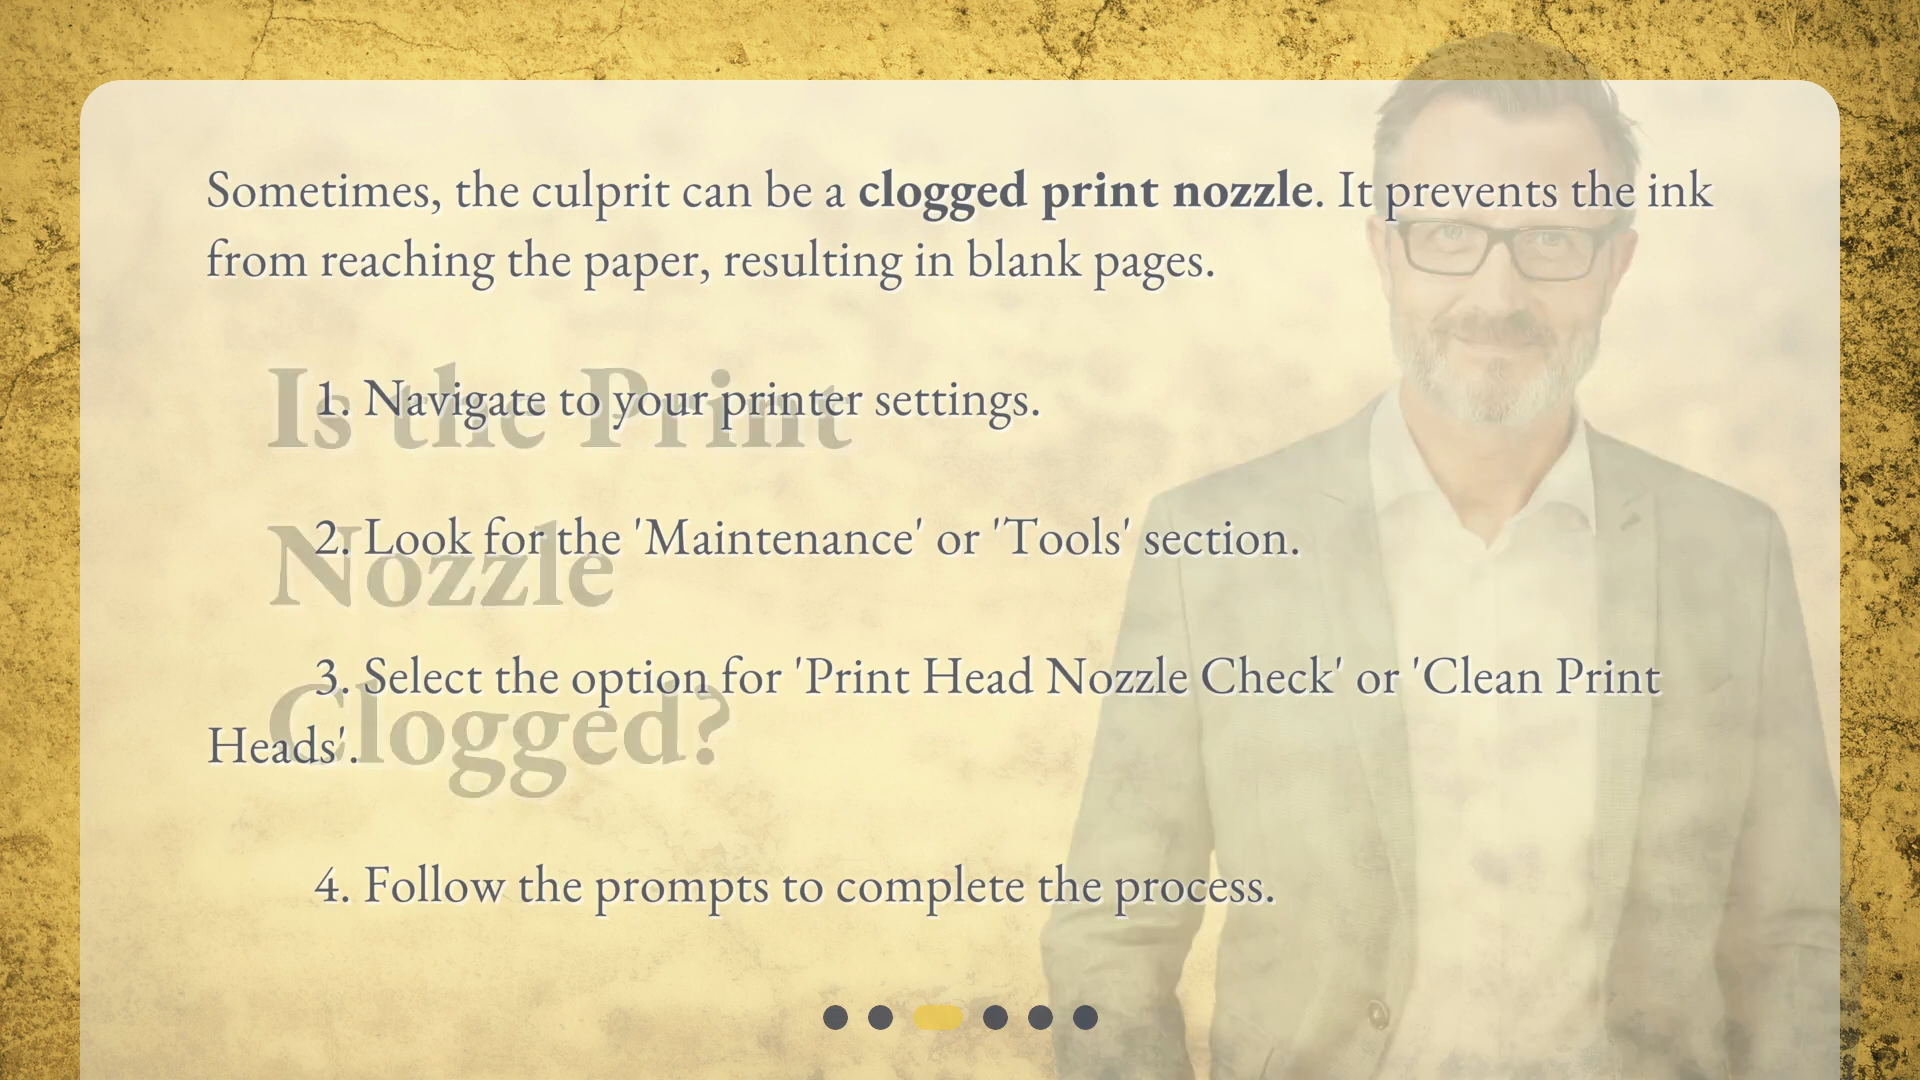 Sometimes, the culprit can be a clogged print nozzle. It prevents the ink
from reaching the paper, resulting in blank pages.
Is the Print
1. Navigate to your printer settings.
Nozzle
2. Look for the 'Maintenance' or 'Tools' section.
Clogged?
3. Select the option for 'Print Head Nozzle Check' or 'Clean Print
Heads'.
4. Follow the prompts to complete the process.